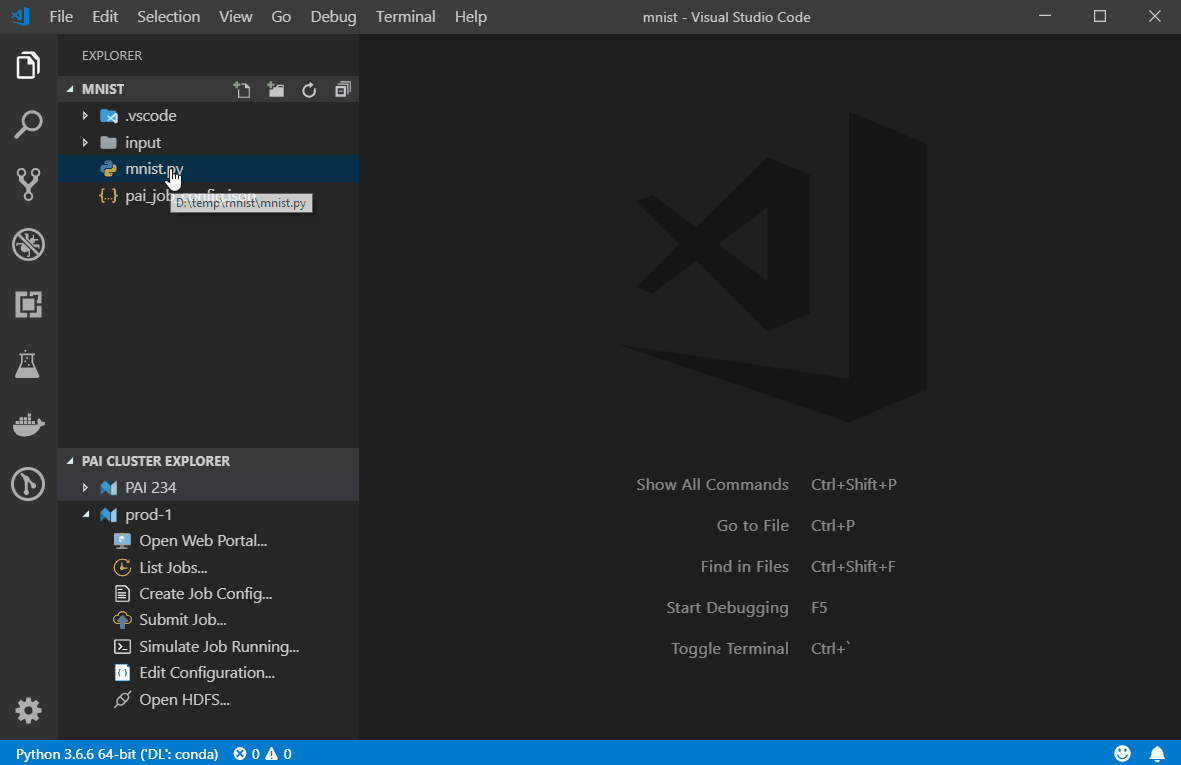 File Edit Selection View Go Debug Terminal Help
mnist - Visual Studio Code
EXPLORER
MNIST
.vscode
input
mnist.py
pai_job_config.json
D:\temp\mnist\mnist.py
PAI CLUSTER EXPLORER
PAI 234
prod-1
Open Web Portal...
List Jobs...
Create Job Config...
Submit Job...
Simulate Job Running...
Edit Configuration...
Open HDFS...
Show All Commands Ctrl+Shift+P
Go to File Ctrl+P
Find in Files Ctrl+Shift+F
Start Debugging F5
Toggle Terminal Ctrl+`
Python 3.6.6 64-bit ('DL': conda) 0 0